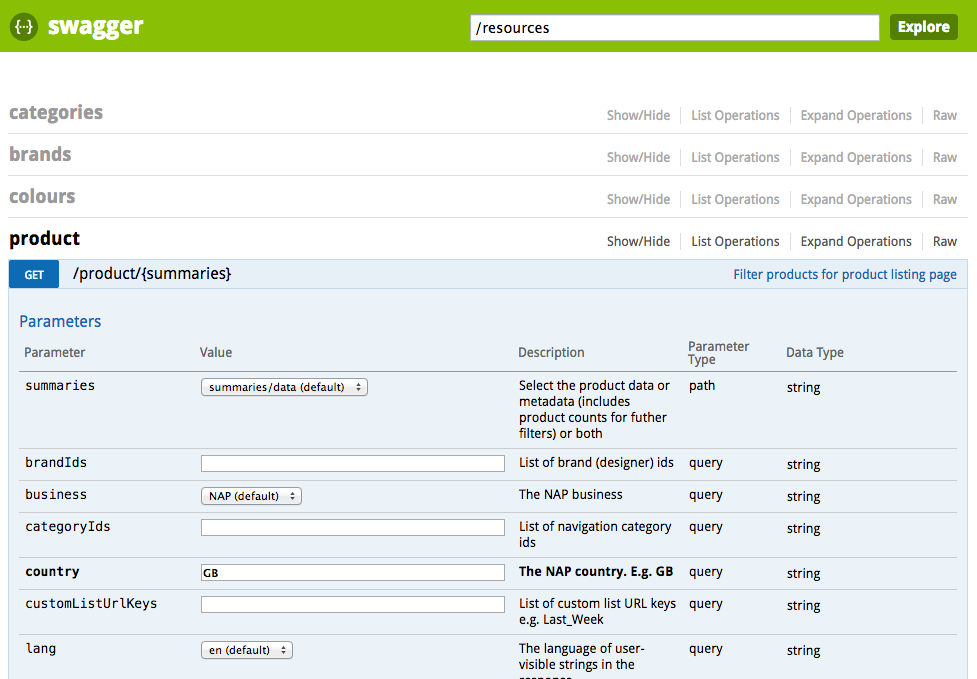 {···} swagger /resources Explore
categories Show/Hide List Operations Expand Operations Raw
brands Show/Hide List Operations Expand Operations Raw
colours Show/Hide List Operations Expand Operations Raw
product Show/Hide List Operations Expand Operations Raw
GET /product/{summaries} Filter products for product listing page
Parameters
Parameter Value Description Parameter Type Data Type
summaries summaries/data (default) Select the product data or path string
metadata (includes
product counts for futher
filters) or both
brandIds List of brand (designer) ids query string
business NAP (default) The NAP business query string
categoryIds List of navigation category query string
ids
country GB The NAP country. E.g. GB query string
customListUrlKeys List of custom list URL keys query string
e.g. Last_Week
lang en (default) The language of user- query string
visible strings in the